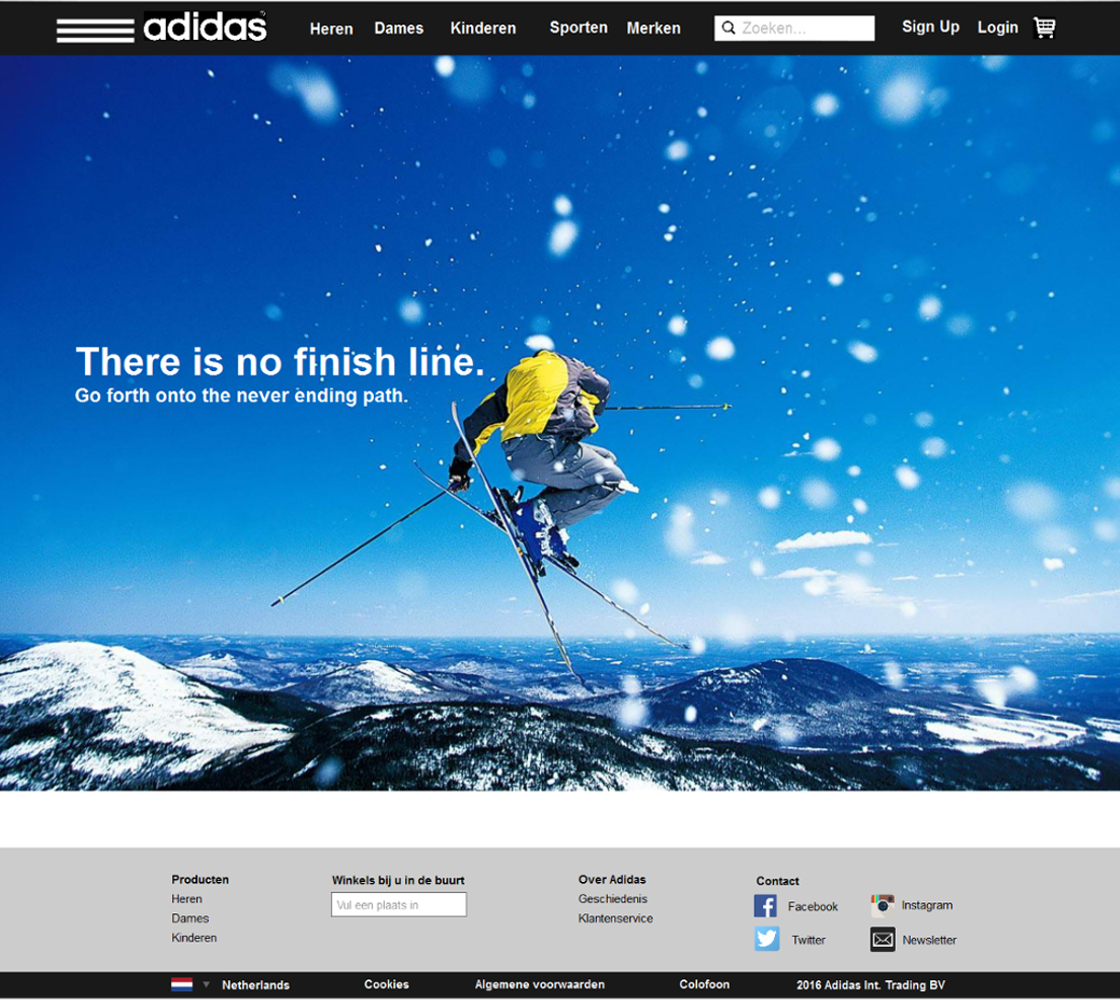 adidas
Heren Dames Kinderen Sporten Merken Zoeken... Sign Up Login
There is no finish line.
Go forth onto the never ending path.
Producten
Heren
Dames
Kinderen
Winkels bij u in de buurt
Vul een plaats in
Over Adidas
Geschiedenis
Klantenservice
Contact
Facebook
Instagram
Twitter
Newsletter
Netherlands Cookies Algemene voorwaarden Colofoon 2016 Adidas Int. Trading BV